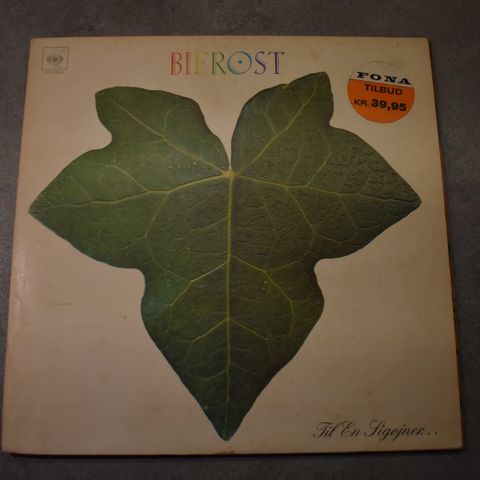 BIFROST
FONA
TILBUD
KR. 39,95
Til En Sigøjner...